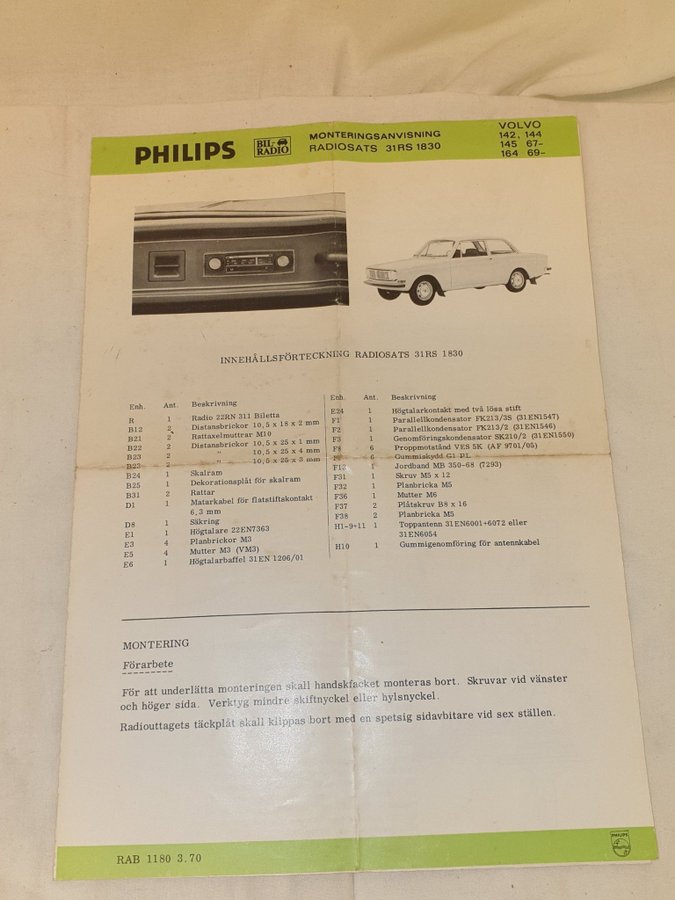 PHILIPS
BIL-RADIO
MONTERINGSANVISNING
RADIOSATS 31RS 1830
VOLVO
142, 144
145 67-
164 69-
INNEHÅLLSFÖRTECKNING RADIOSATS 31RS 1830
Enh. Ant. Beskrivning
R 1 Radio 22RN 311 Biletta
B12 2 Distansbrickor 10,5 x 18 x 2 mm
B21 2 Rattaxelmuttrar M10
B22 2 Distansbrickor 10,5 x 25 x 1 mm
B23 2 " 10,5 x 25 x 4 mm
B23 2 " 10,5 x 25 x 3 mm
B24 1 Skalram
B25 1 Dekorationsplåt för skalram
B31 2 Rattar
D1 1 Matarkabel för flatstiftskontakt
6,3 mm
D8 1 Säkring
E1 1 Högtalare 22EN7363
E3 4 Planbrickor M3
E5 4 Mutter M3 (VM3)
E6 1 Högtalarbaffel 31EN 1206/01
Enh. Ant. Beskrivning
E24 1 Högtalarkontakt med två lösa stift
F1 1 Parallellkondensator FK213/3S (31EN1547)
F2 1 Parallellkondensator FK213/2 (31EN1546)
F3 1 Genomföringskondensator SK210/2 (31EN1550)
F8 6 Proppmotstånd VES 5K (AF 9701/05)
6 Gummiskydd G1 PL
F13 1 Jordband MB 350-68 (7293)
F31 1 Skruv M5 x 12
F32 1 Planbricka M5
F36 1 Mutter M6
F37 2 Plåtskruv B8 x 16
F38 2 Planbricka M5
H1-9+11 1 Toppantenn 31EN6001+6072 eller
31EN6054
H10 1 Gummigenomföring för antennkabel
MONTERING
Förarbete
För att underlätta monteringen skall handskfacket monteras bort. Skruvar vid vänster
och höger sida. Verktyg mindre skiftnyckel eller hylsnyckel.
Radiouttagets täckplåt skall klippas bort med en spetsig sidavbitare vid sex ställen.
RAB 1180 3.70
PHILIPS